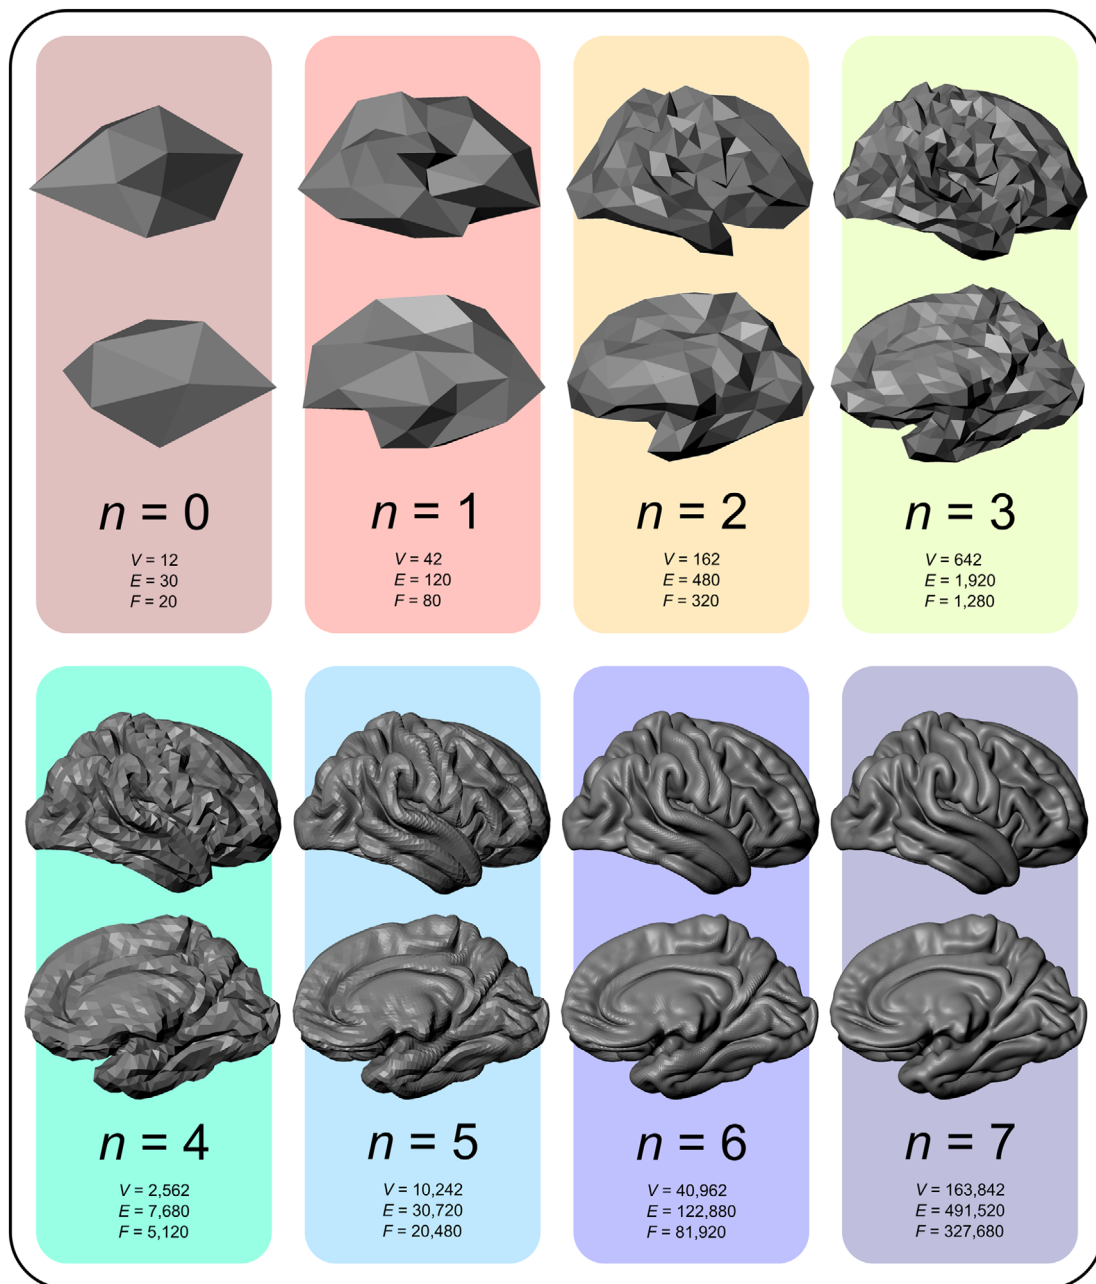 n = 0
V = 12
E = 30
F = 20
n = 1
V = 42
E = 120
F = 80
n = 2
V = 162
E = 480
F = 320
n = 3
V = 642
E = 1,920
F = 1,280
n = 4
V = 2,562
E = 7,680
F = 5,120
n = 5
V = 10,242
E = 30,720
F = 20,480
n = 6
V = 40,962
E = 122,880
F = 81,920
n = 7
V = 163,842
E = 491,520
F = 327,680